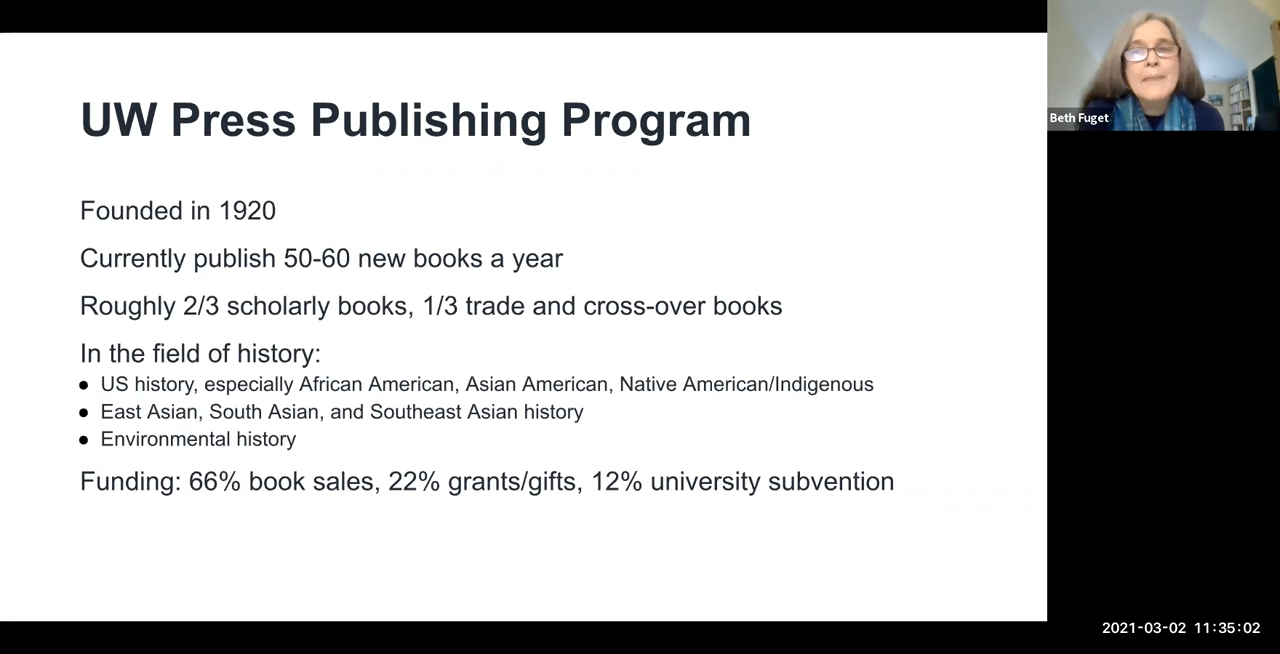 UW Press Publishing Program
Founded in 1920
Currently publish 50-60 new books a year
Roughly 2/3 scholarly books, 1/3 trade and cross-over books
In the field of history:
● US history, especially African American, Asian American, Native American/Indigenous
● East Asian, South Asian, and Southeast Asian history
● Environmental history
Funding: 66% book sales, 22% grants/gifts, 12% university subvention
Beth Fuget
2021-03-02 11:35:02